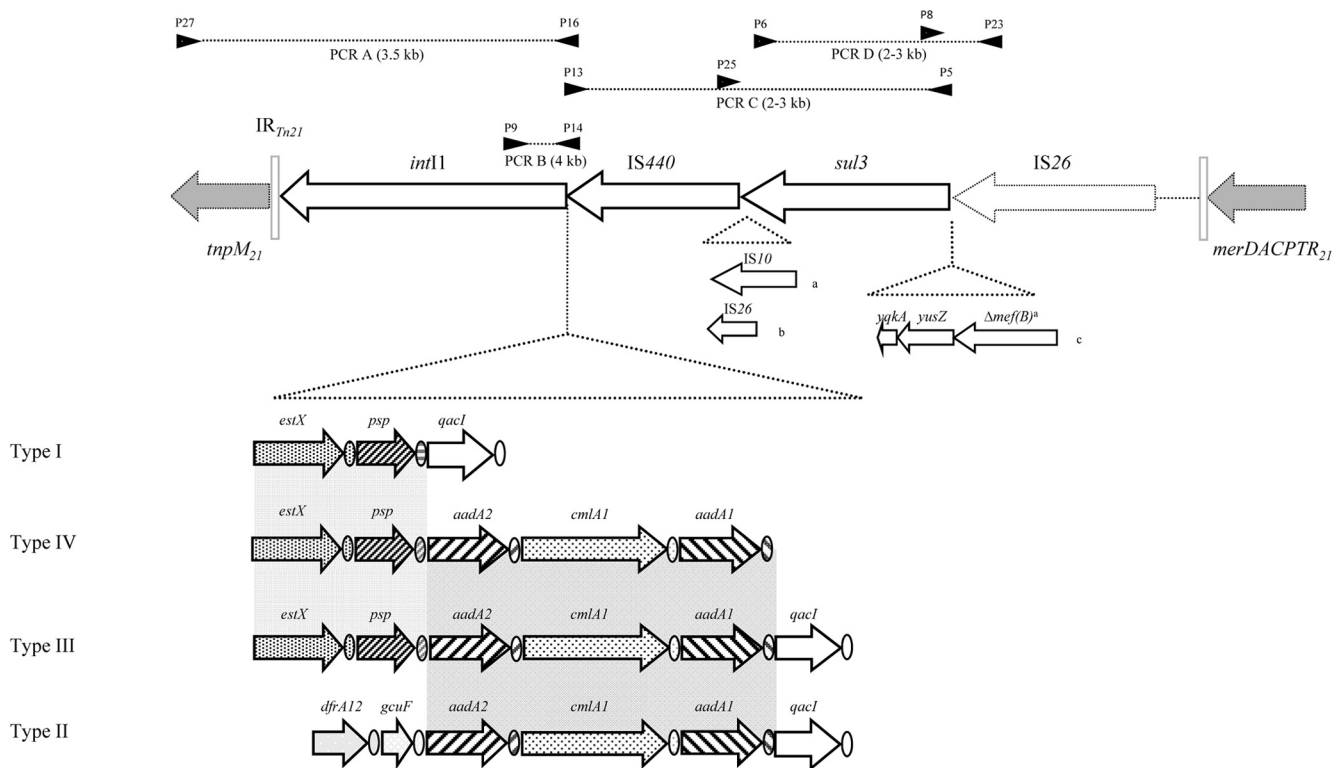 P27 P16 P6 P8 P23
PCR A (3.5 kb) PCR D (2-3 kb)
P13 P25 P5
PCR C (2-3 kb)
IRTn21 P9 P14
PCR B (4 kb)
intI1 IS440 sul3 IS26
tnpM21 merDACPTR21
IS10 a
IS26 b
yqkA yusZ Δmef(B)a c
estX psp qacI
Type I
estX psp aadA2 cmlA1 aadA1
Type IV
estX psp aadA2 cmlA1 aadA1 qacI
Type III
dfrA12 gcuF aadA2 cmlA1 aadA1 qacI
Type II